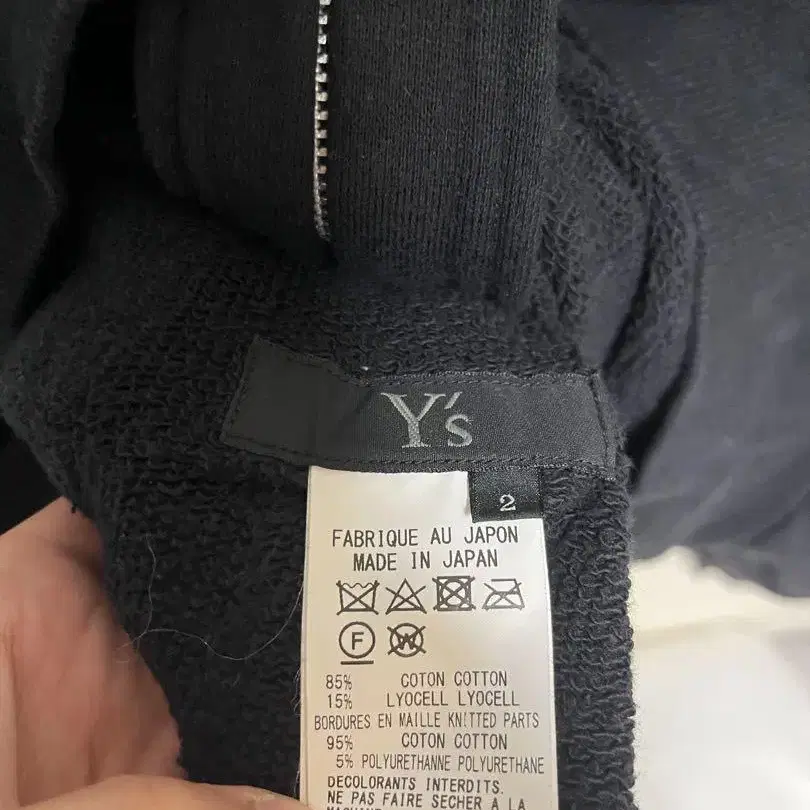 Y's
2
FABRIQUE AU JAPON
MADE IN JAPAN
F W
85% COTON COTTON
15% LYOCELL LYOCELL
BORDURES EN MAILLE KNITTED PARTS
95% COTON COTTON
5% POLYURETHANNE POLYURETHANE
DECOLORANTS INTERDITS.
NE PAS FAIRE SECHER A LA